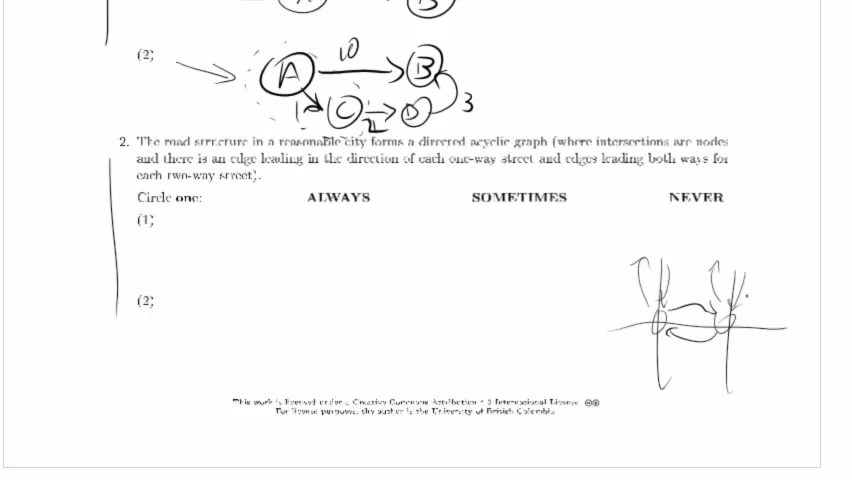 A B
(2)
10
A B
1 C 2 D 3
2. The road structure in a reasonable city forms a directed acyclic graph (where intersections are nodes
and there is an edge leading in the direction of each one-way street and edges leading both ways for
each two-way street).
Circle one: ALWAYS SOMETIMES NEVER
(1)
(2)
This work is licensed under a Creative Commons Attribution 4.0 International License.
For license purposes, the author is the University of British Columbia.